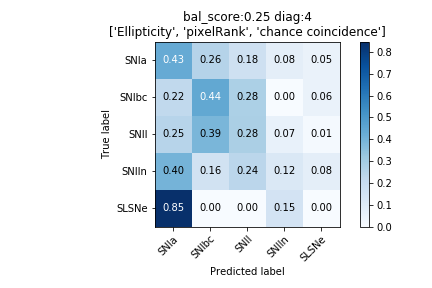 bal_score:0.25 diag:4
['Ellipticity', 'pixelRank', 'chance coincidence']
SNIa 0.43 0.26 0.18 0.08 0.05
SNIbc 0.22 0.44 0.28 0.00 0.06
SNII 0.25 0.39 0.28 0.07 0.01
SNIIn 0.40 0.16 0.24 0.12 0.08
SLSNe 0.85 0.00 0.00 0.15 0.00
True label
SNIa SNIbc SNII SNIIn SLSNe
Predicted label
0.8
0.7
0.6
0.5
0.4
0.3
0.2
0.1
0.0